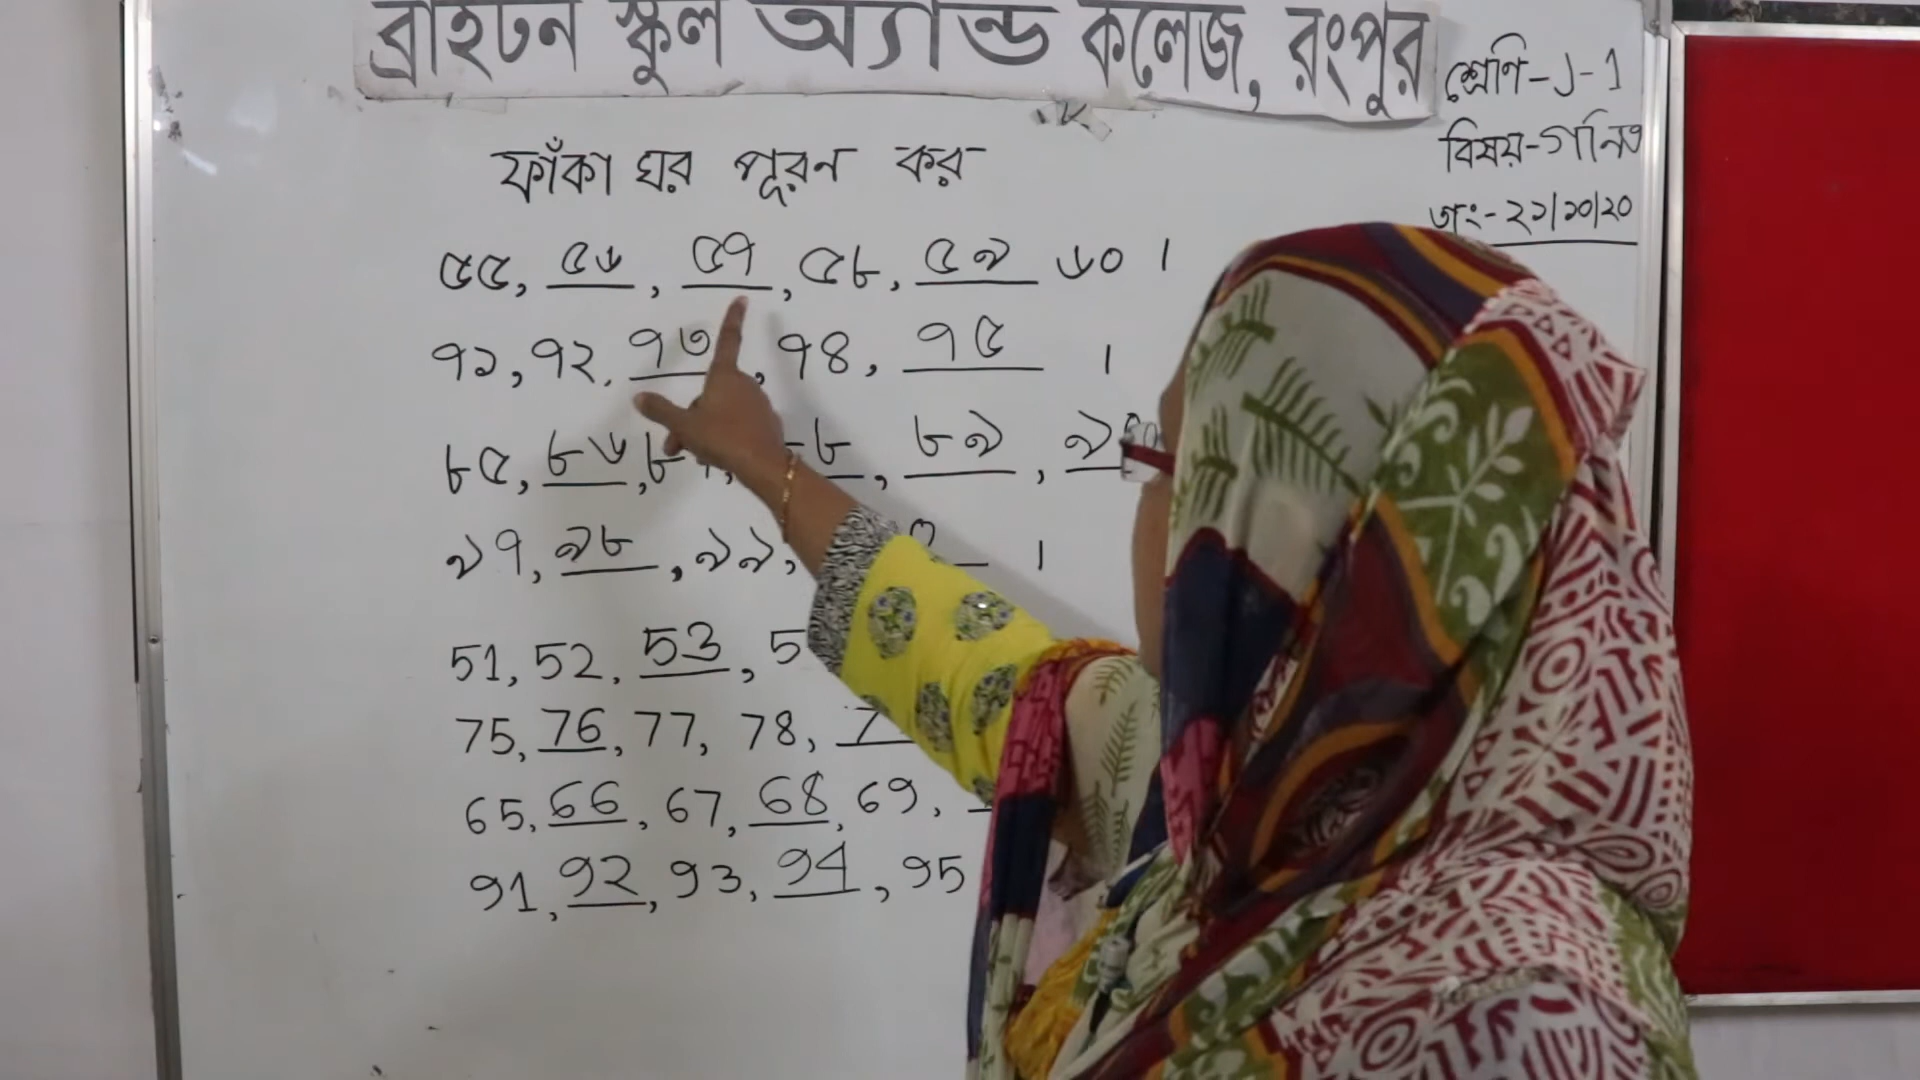 ব্রাইটন স্কুল অ্যান্ড কলেজ, রংপুর
শ্রেণি-J-1
বিষয়-গনিত
তাং-২১/১০/২০
ফাঁকা ঘর পূরন কর
৫৫, ৫৬, ৫৭, ৫৮, ৫৯ ৬০ ।
৭১, ৭২, ৭৩, ৭৪, ৭৫ ।
৮৫, ৮৬, ৮৯,
৯৭, ৯৮, ৯৯, ।
51, 52, 53,
75, 76, 77, 78,
65, 66, 67, 68, 69,
91, 92, 93, 94, 95